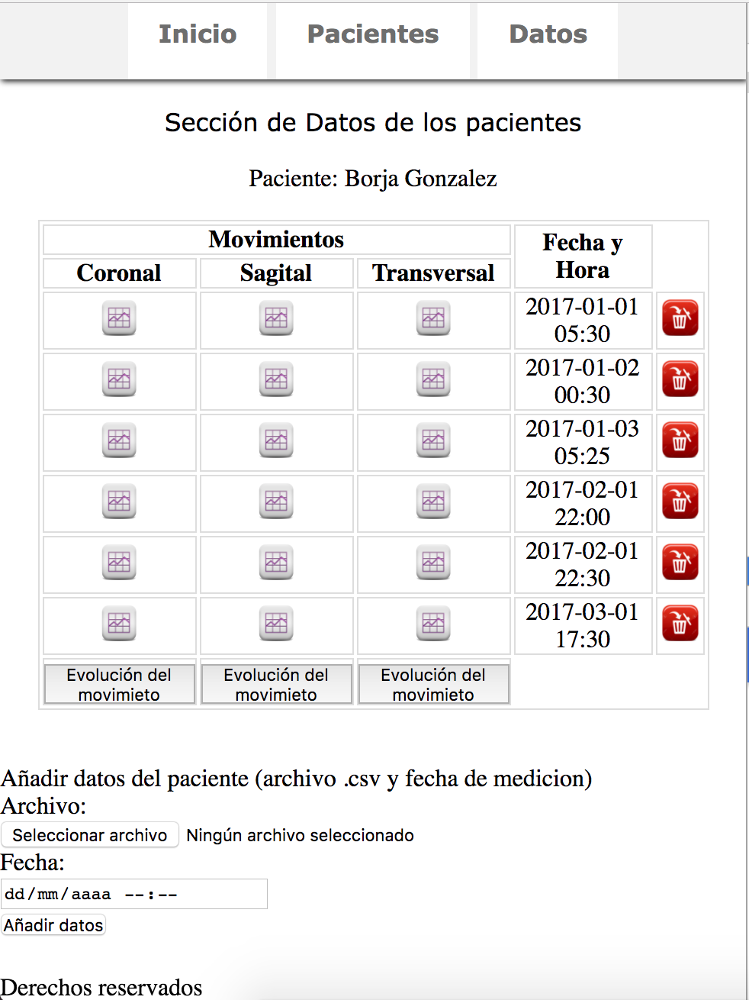 Inicio Pacientes Datos
Sección de Datos de los pacientes
Paciente: Borja Gonzalez
Movimientos
Fecha y
Hora
Coronal Sagital Transversal
2017-01-01
05:30
2017-01-02
00:30
2017-01-03
05:25
2017-02-01
22:00
2017-02-01
22:30
2017-03-01
17:30
Evolución del
movimieto
Evolución del
movimieto
Evolución del
movimieto
Añadir datos del paciente (archivo .csv y fecha de medicion)
Archivo:
Seleccionar archivo Ningún archivo seleccionado
Fecha:
dd/mm/aaaa --:--
Añadir datos
Derechos reservados